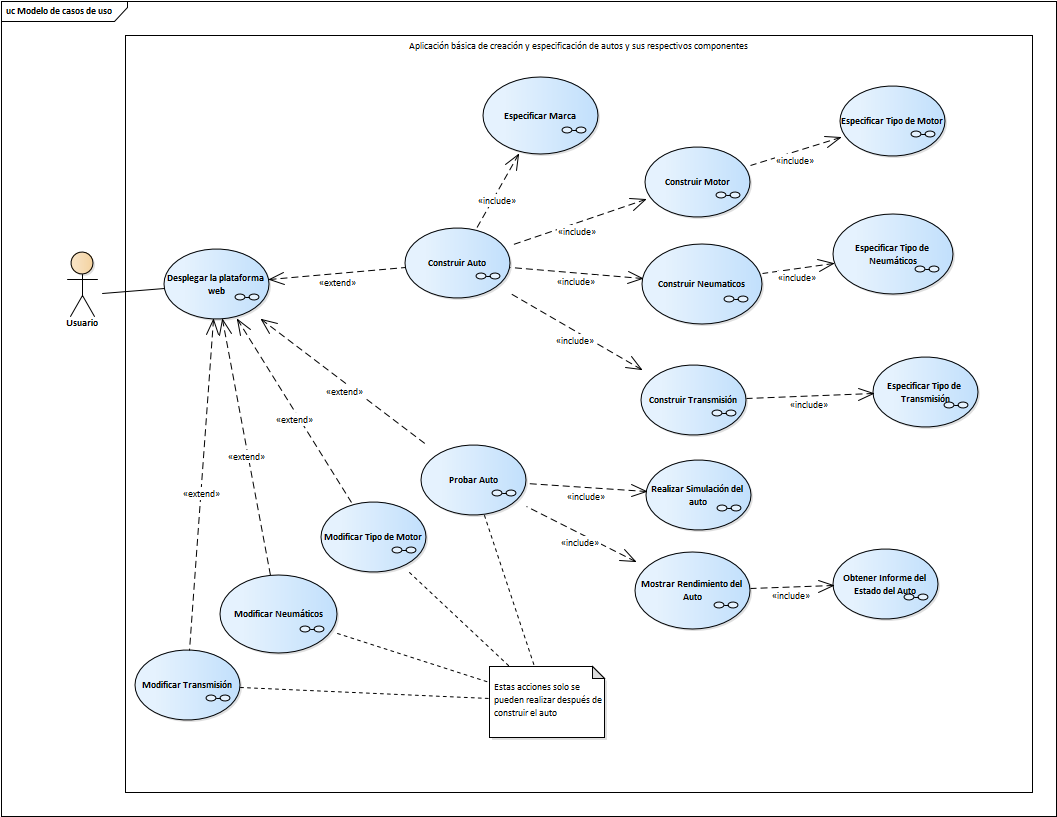 uc Modelo de casos de uso
Aplicación básica de creación y especificación de autos y sus respectivos componentes
Especificar Marca
Especificar Tipo de Motor
«include»
Construir Motor
«include»
«include»
Construir Auto
Especificar Tipo de
Neumáticos
Desplegar la plataforma
web
«extend»
«include»
Construir Neumaticos
«include»
Usuario
«include»
Construir Transmisión
Especificar Tipo de
Transmisión
«include»
«extend»
«extend»
«extend»
«extend»
Probar Auto
Realizar Simulación del
auto
«include»
Modificar Tipo de Motor
«include»
Mostrar Rendimiento del
Auto
Obtener Informe del
Estado del Auto
«include»
Modificar Neumáticos
Modificar Transmisión
Estas acciones solo se
pueden realizar después de
construir el auto